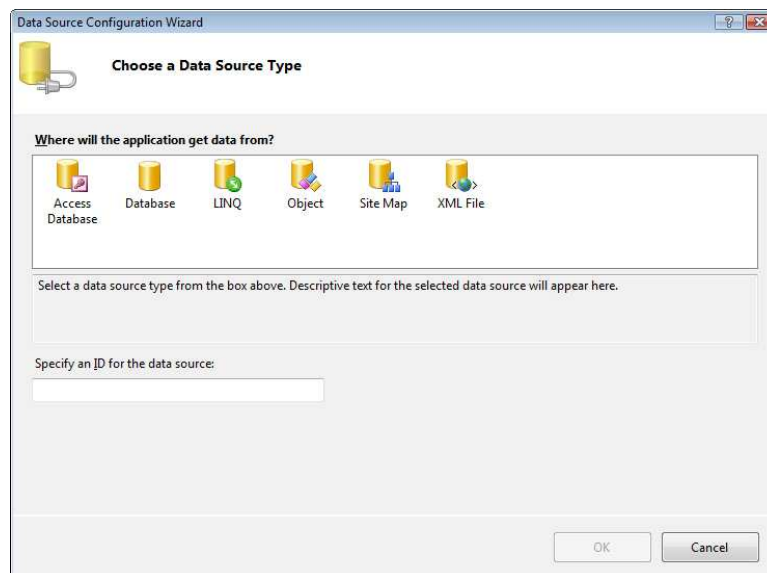 Data Source Configuration Wizard
Choose a Data Source Type
Where will the application get data from?
Access Database
Database
LINQ
Object
Site Map
XML File
Select a data source type from the box above. Descriptive text for the selected data source will appear here.
Specify an ID for the data source:
OK
Cancel